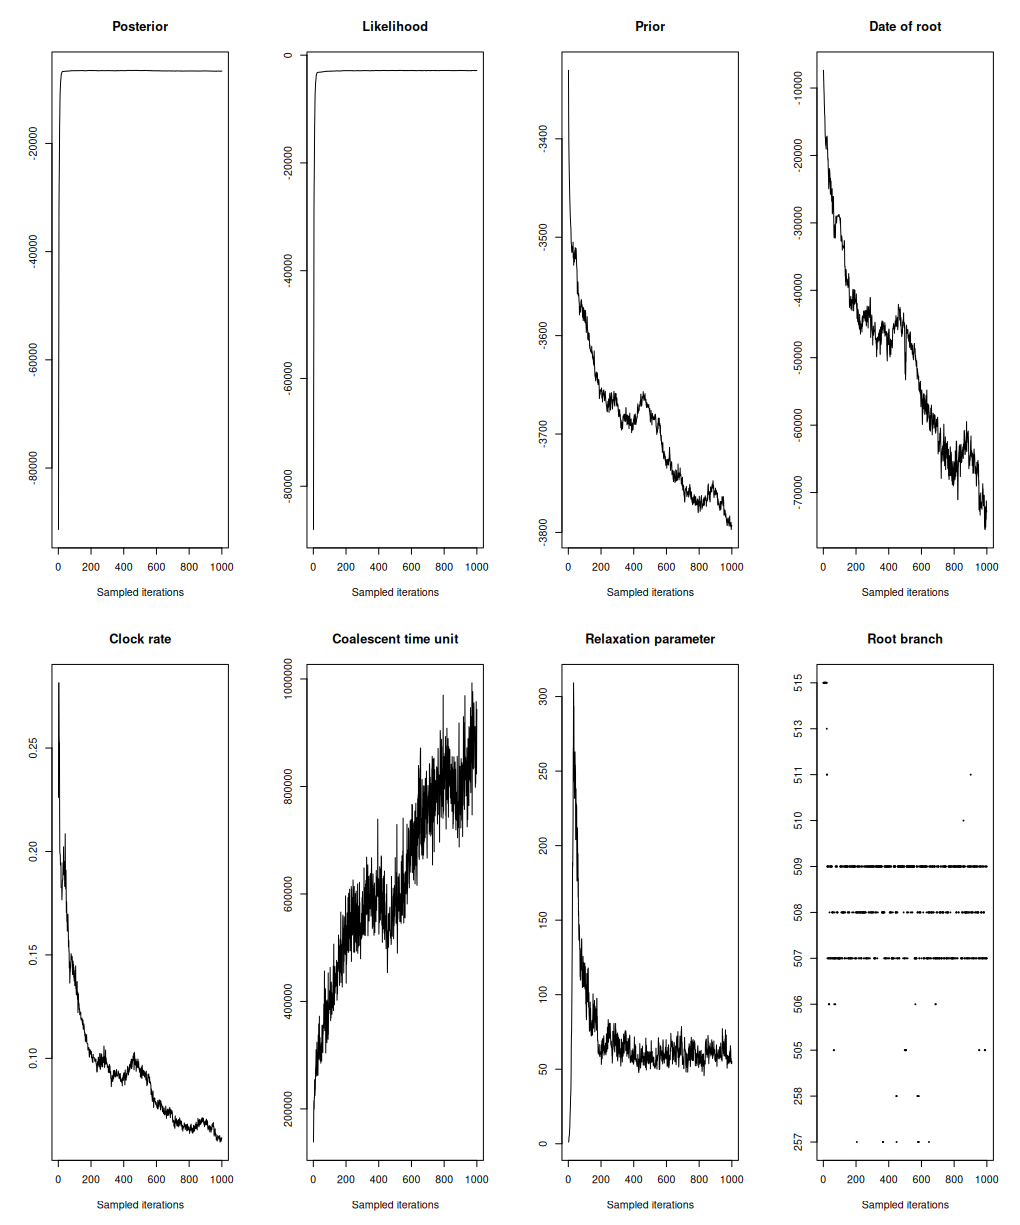 Posterior
-20000
-40000
-60000
-80000
0 200 400 600 800 1000
Sampled iterations
Likelihood
0
-20000
-40000
-60000
-80000
0 200 400 600 800 1000
Sampled iterations
Prior
-3400
-3500
-3600
-3700
-3800
0 200 400 600 800 1000
Sampled iterations
Date of root
-10000
-20000
-30000
-40000
-50000
-60000
-70000
0 200 400 600 800 1000
Sampled iterations
Clock rate
0.25
0.20
0.15
0.10
0 200 400 600 800 1000
Sampled iterations
Coalescent time unit
1000000
800000
600000
400000
200000
0 200 400 600 800 1000
Sampled iterations
Relaxation parameter
300
250
200
150
100
50
0
0 200 400 600 800 1000
Sampled iterations
Root branch
515
513
511
510
509
508
507
506
505
258
257
0 200 400 600 800 1000
Sampled iterations